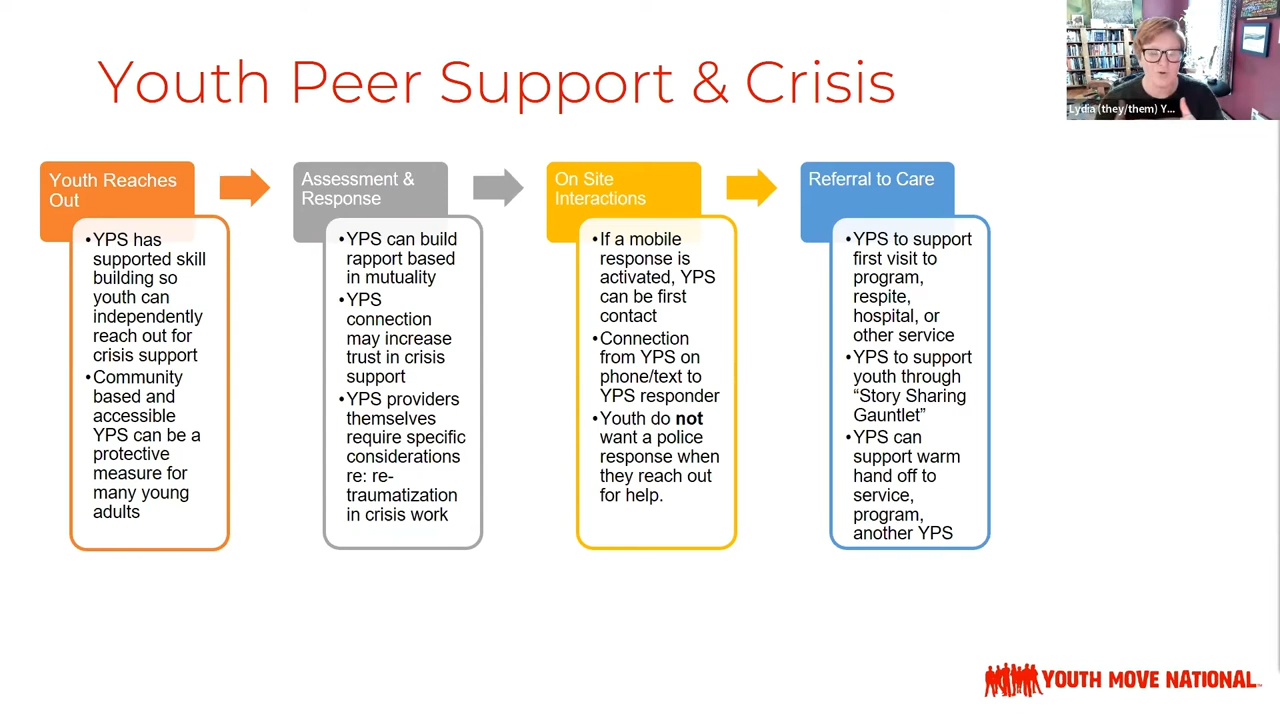 Youth Peer Support & Crisis
Lydia (they/them) Y...
Youth Reaches
Out
•YPS has
supported skill
building so
youth can
independently
reach out for
crisis support
•Community
based and
accessible
YPS can be a
protective
measure for
many young
adults
Assessment &
Response
•YPS can build
rapport based
in mutuality
•YPS
connection
may increase
trust in crisis
support
•YPS providers
themselves
require specific
considerations
re: re-
traumatization
in crisis work
On Site
Interactions
•If a mobile
response is
activated, YPS
can be first
contact
•Connection
from YPS on
phone/text to
YPS responder
•Youth do not
want a police
response when
they reach out
for help.
Referral to Care
•YPS to support
first visit to
program,
respite,
hospital, or
other service
•YPS to support
youth through
“Story Sharing
Gauntlet”
•YPS can
support warm
hand off to
service,
program,
another YPS
YOUTH MOVE NATIONAL